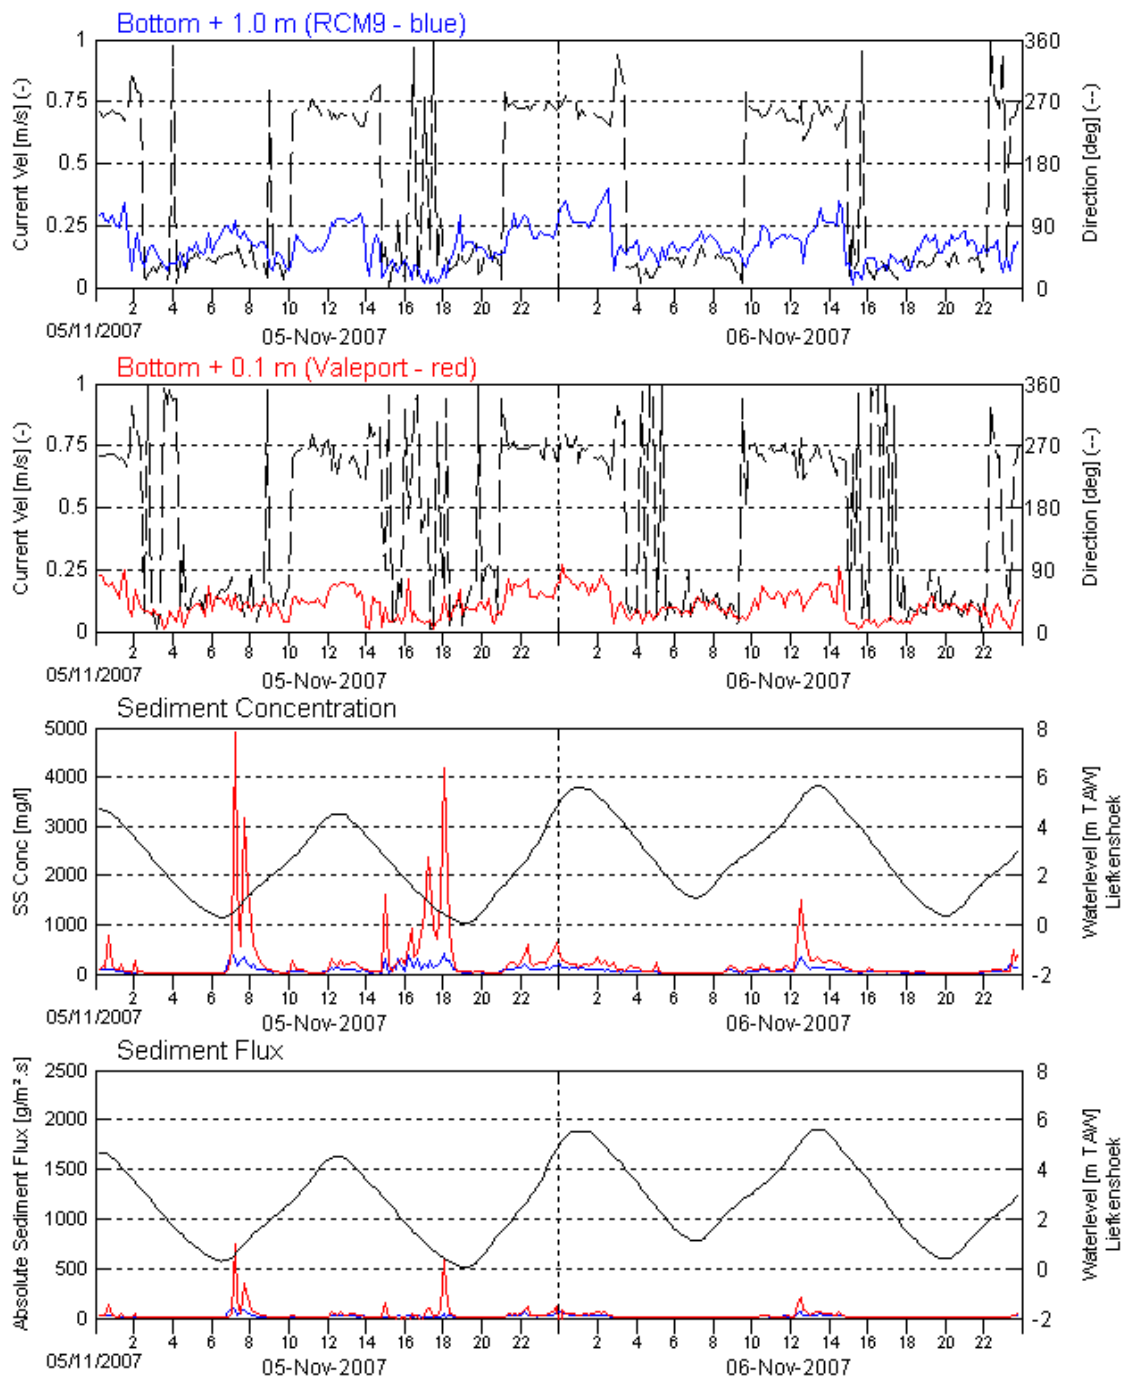 Bottom + 1.0 m (RCM9 - blue)
1
0.75
0.5
0.25
0
Current Vel [m/s] (-)
360
270
180
90
0
Direction [deg] (--)
2 4 6 8 10 12 14 16 18 20 22 2 4 6 8 10 12 14 16 18 20 22
05/11/2007 05-Nov-2007 06-Nov-2007
Bottom + 0.1 m (Valeport - red)
1
0.75
0.5
0.25
0
Current Vel [m/s] (-)
360
270
180
90
0
Direction [deg] (--)
2 4 6 8 10 12 14 16 18 20 22 2 4 6 8 10 12 14 16 18 20 22
05/11/2007 05-Nov-2007 06-Nov-2007
Sediment Concentration
5000
4000
3000
2000
1000
0
SS Conc [mg/l]
8
6
4
2
0
-2
Waterlevel [m TAW]
Liefkenshoek
2 4 6 8 10 12 14 16 18 20 22 2 4 6 8 10 12 14 16 18 20 22
05/11/2007 05-Nov-2007 06-Nov-2007
Sediment Flux
2500
2000
1500
1000
500
0
Absolute Sediment Flux [g/m².s]
8
6
4
2
0
-2
Waterlevel [m TAW]
Liefkenshoek
2 4 6 8 10 12 14 16 18 20 22 2 4 6 8 10 12 14 16 18 20 22
05/11/2007 05-Nov-2007 06-Nov-2007